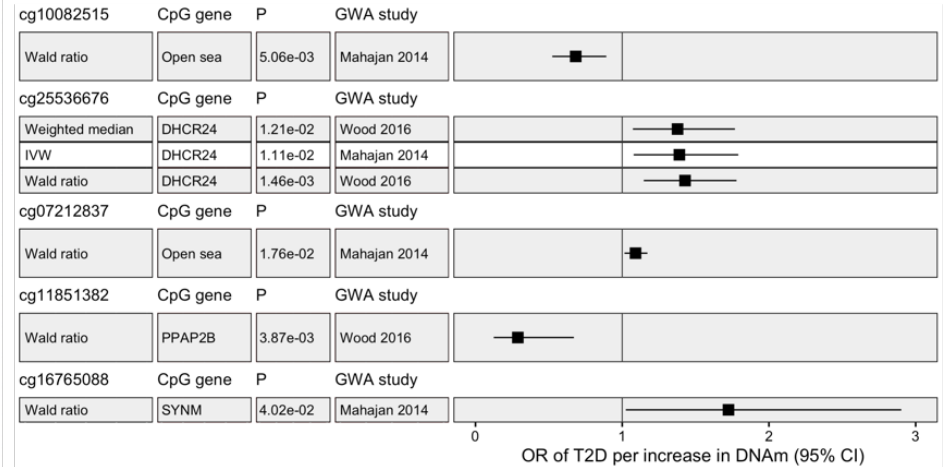 cg10082515 CpG gene P GWA study
Wald ratio Open sea 5.06e-03 Mahajan 2014
cg25536676 CpG gene P GWA study
Weighted median DHCR24 1.21e-02 Wood 2016
IVW DHCR24 1.11e-02 Mahajan 2014
Wald ratio DHCR24 1.46e-03 Wood 2016
cg07212837 CpG gene P GWA study
Wald ratio Open sea 1.76e-02 Mahajan 2014
cg11851382 CpG gene P GWA study
Wald ratio PPAP2B 3.87e-03 Wood 2016
cg16765088 CpG gene P GWA study
Wald ratio SYNM 4.02e-02 Mahajan 2014
0 1 2 3
OR of T2D per increase in DNAm (95% CI)